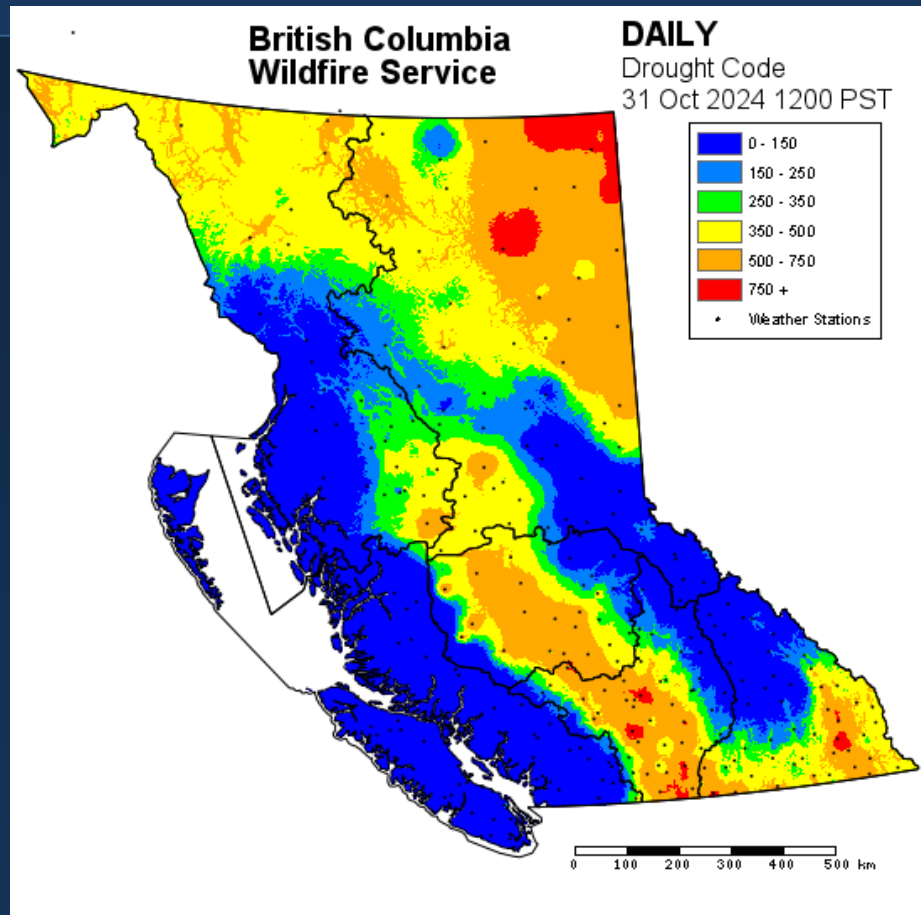 British Columbia
Wildfire Service
DAILY
Drought Code
31 Oct 2024 1200 PST
0 - 150
150 - 250
250 - 350
350 - 500
500 - 750
750 +
Weather Stations
0 100 200 300 400 500 km